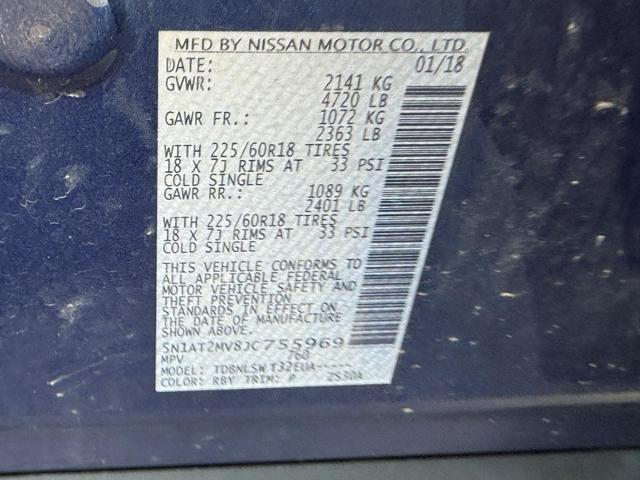 MFD BY NISSAN MOTOR CO., LTD.
DATE: 01/18
GVWR: 2141 KG
4720 LB
GAWR FR.: 1072 KG
2363 LB
WITH 225/60R18 TIRES
18 X 7J RIMS AT 33 PSI
COLD SINGLE
GAWR RR.: 1089 KG
2401 LB
WITH 225/60R18 TIRES
18 X 7J RIMS AT 33 PSI
COLD SINGLE
THIS VEHICLE CONFORMS TO
ALL APPLICABLE FEDERAL
MOTOR VEHICLE SAFETY AND
THEFT PREVENTION
STANDARDS IN EFFECT ON
THE DATE OF MANUFACTURE
SHOWN ABOVE.
5N1AT2MV8JC755969
MPV 760
MODEL:
COLOR: RBY TRIM: P